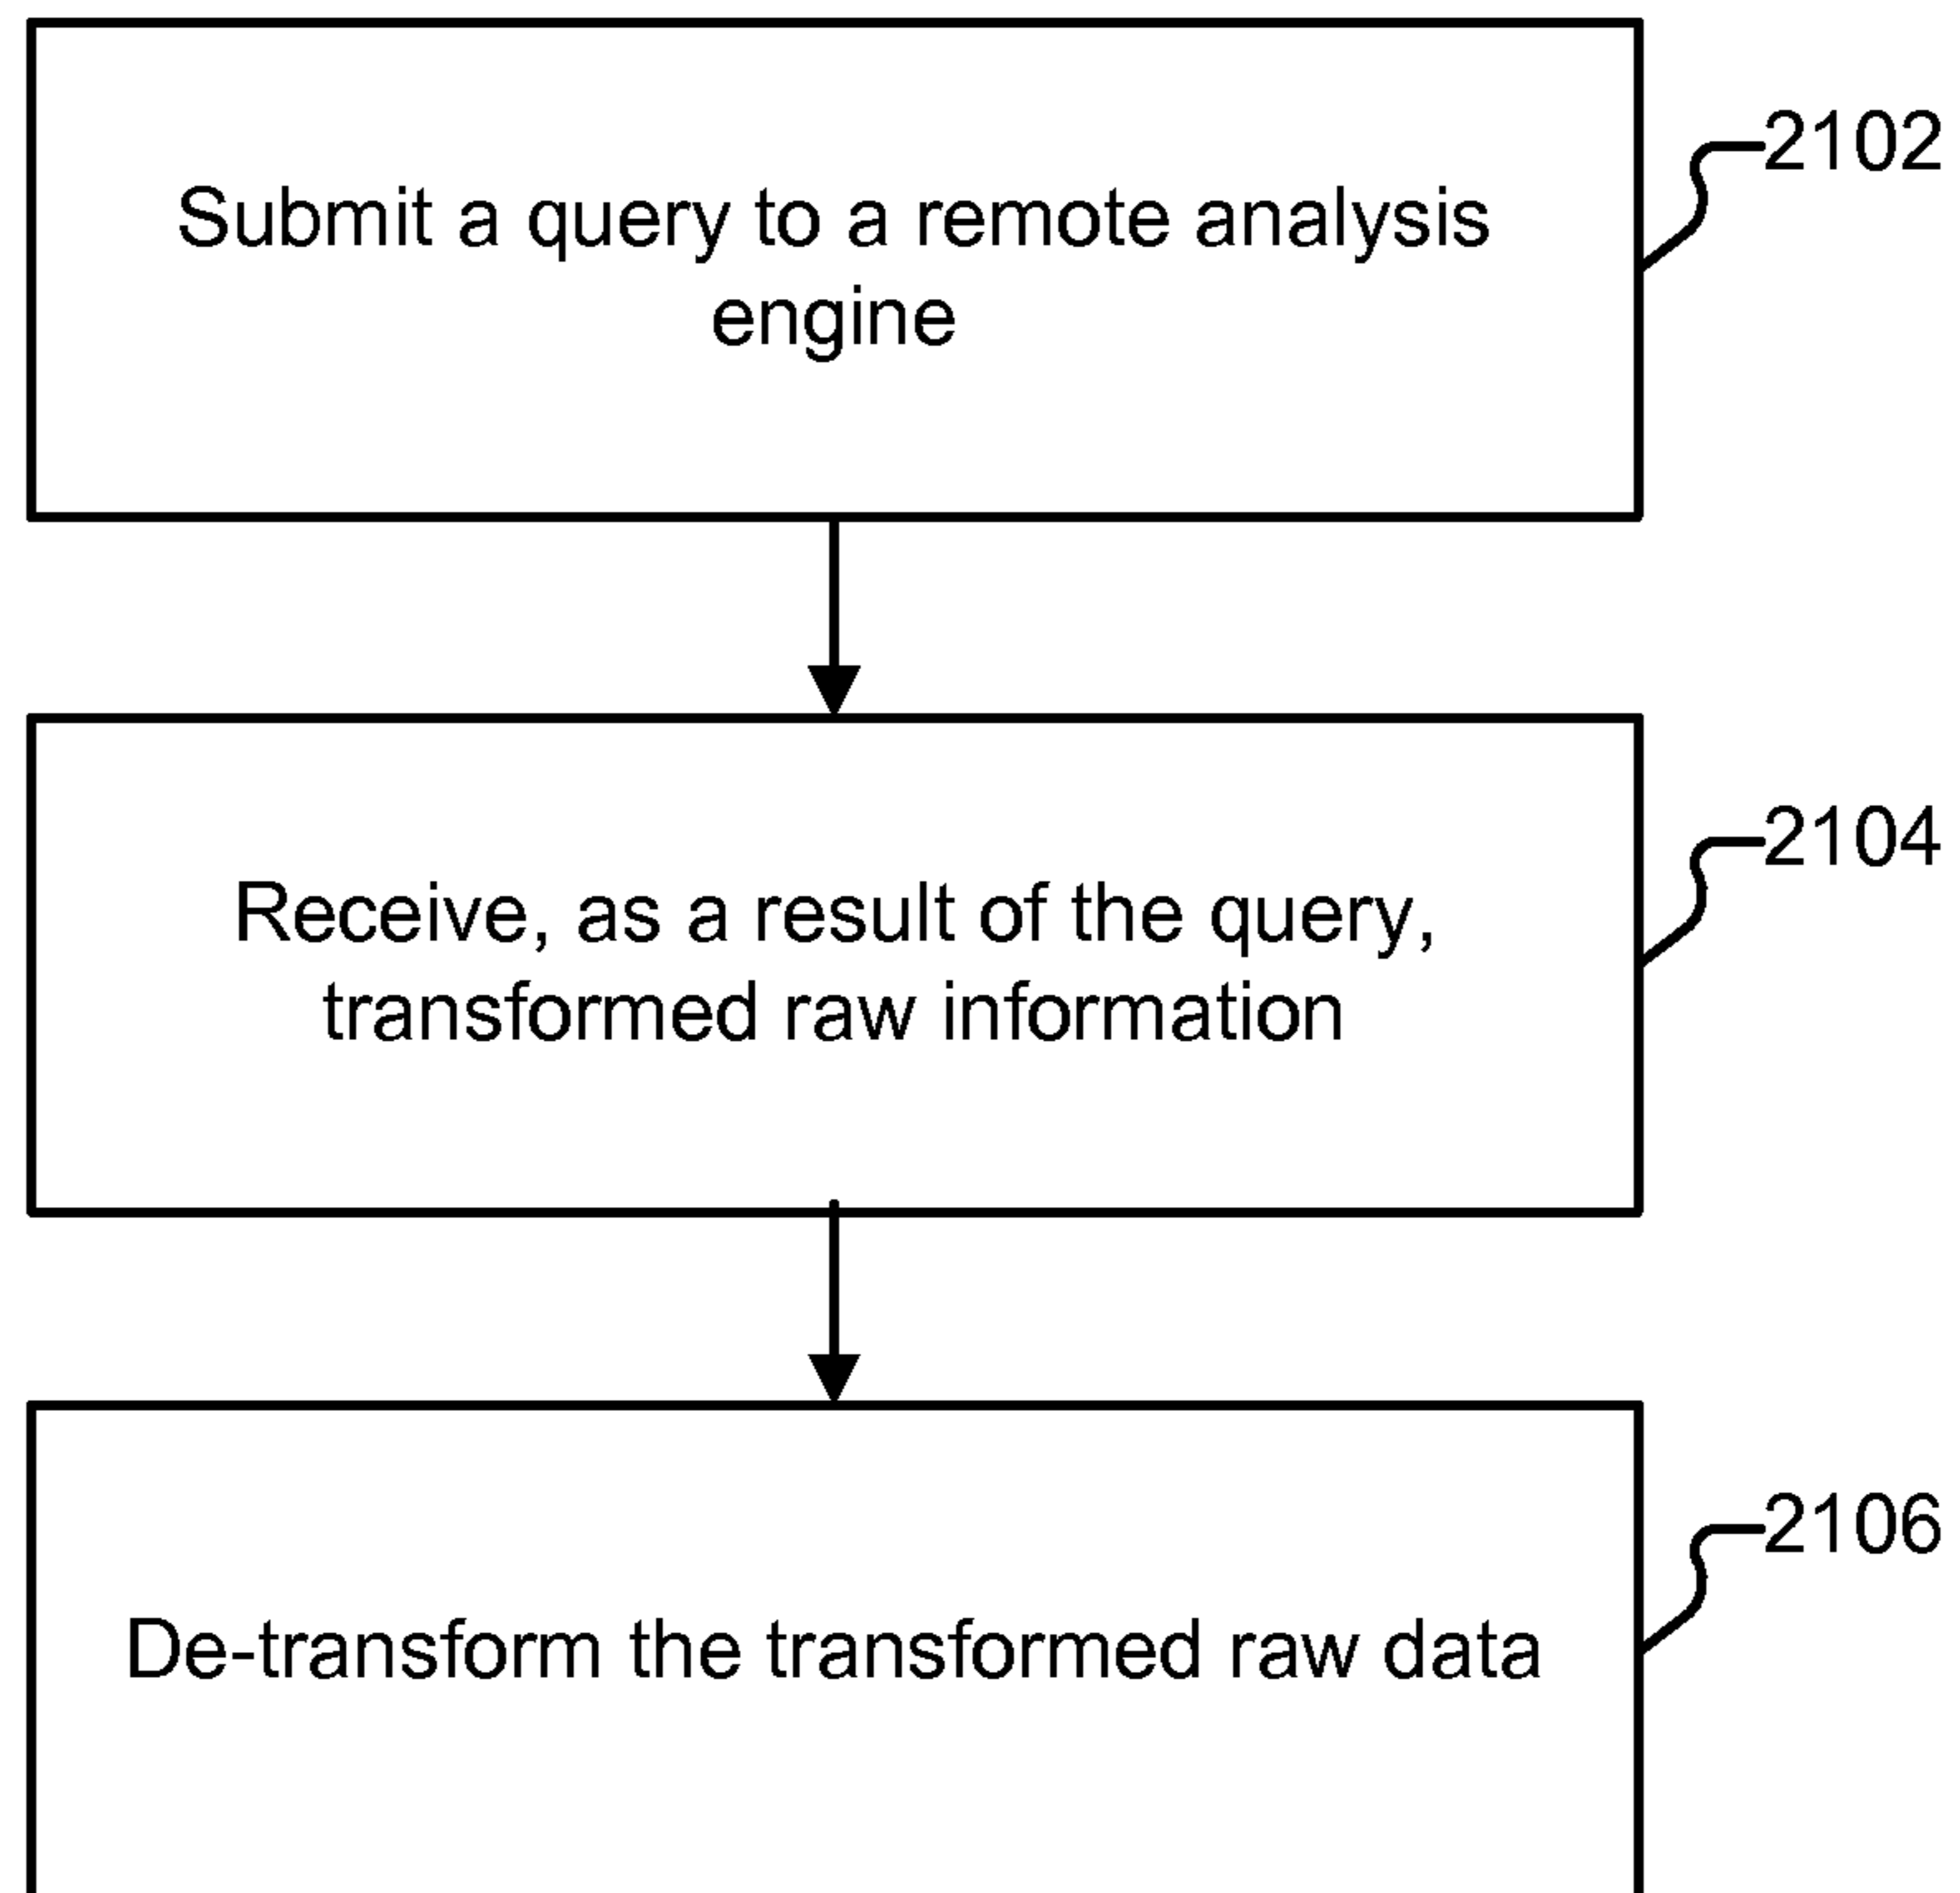 Submit a query to a remote analysis
engine
2102
Receive, as a result of the query,
transformed raw information
2104
De-transform the transformed raw data
2106